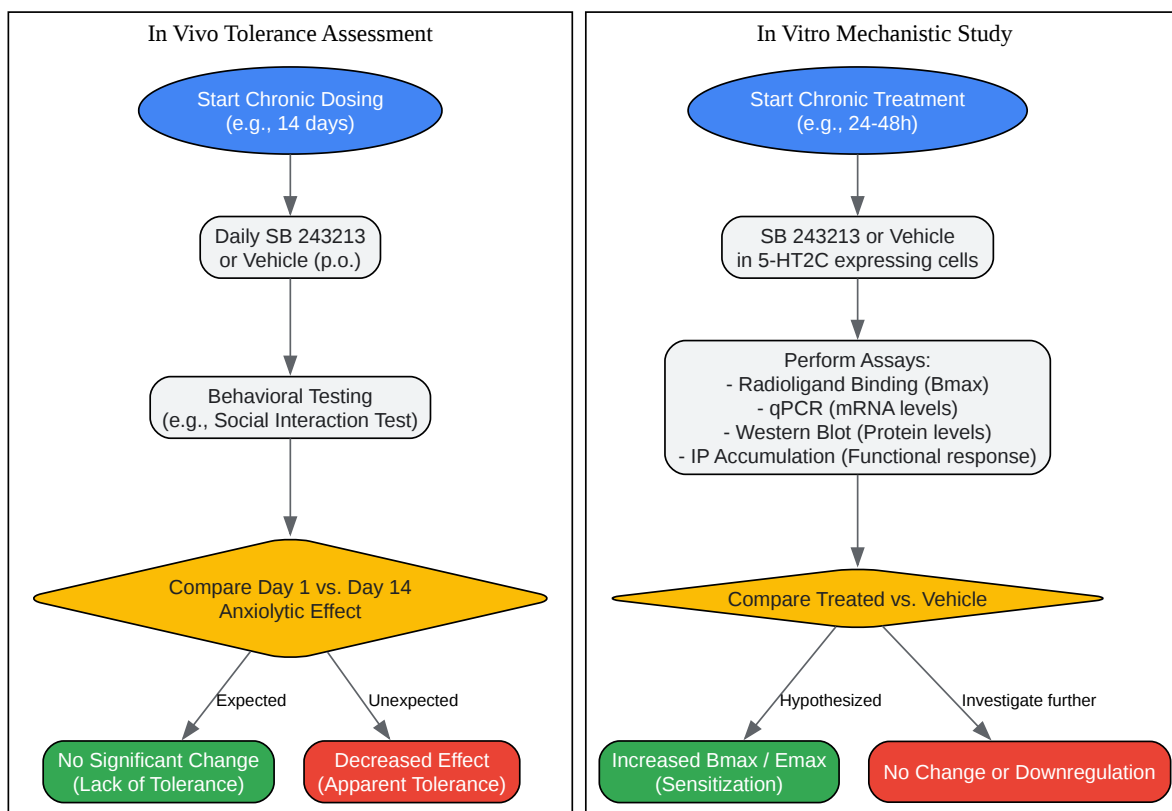 In Vivo Tolerance Assessment
Start Chronic Dosing
(e.g., 14 days)
Daily SB 243213
or Vehicle (p.o.)
Behavioral Testing
(e.g., Social Interaction Test)
Compare Day 1 vs. Day 14
Anxiolytic Effect
Expected
Unexpected
No Significant Change
(Lack of Tolerance)
Decreased Effect
(Apparent Tolerance)
In Vitro Mechanistic Study
Start Chronic Treatment
(e.g., 24-48h)
SB 243213 or Vehicle
in 5-HT2C expressing cells
Perform Assays:
- Radioligand Binding (Bmax)
- qPCR (mRNA levels)
- Western Blot (Protein levels)
- IP Accumulation (Functional response)
Compare Treated vs. Vehicle
Hypothesized
Investigate further
Increased Bmax / Emax
(Sensitization)
No Change or Downregulation